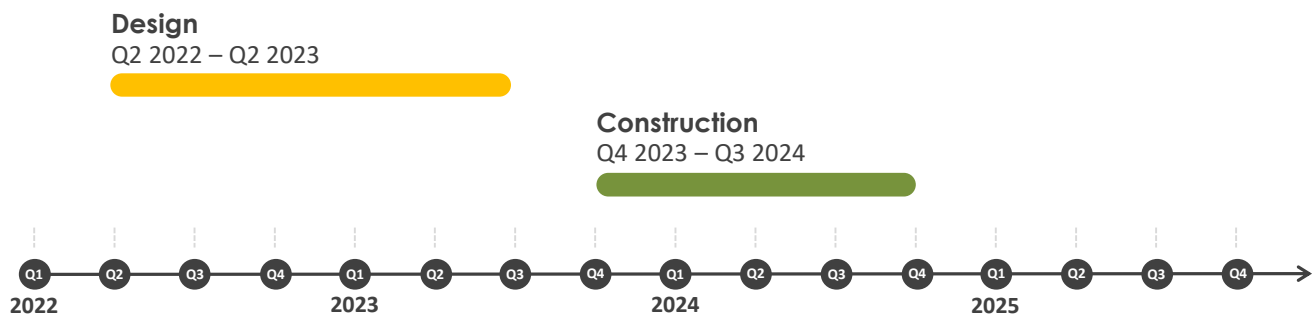 Design
Q2 2022 – Q2 2023
Construction
Q4 2023 – Q3 2024
Q1 Q2 Q3 Q4 Q1 Q2 Q3 Q4 Q1 Q2 Q3 Q4 Q1 Q2 Q3 Q4
2022 2023 2024 2025